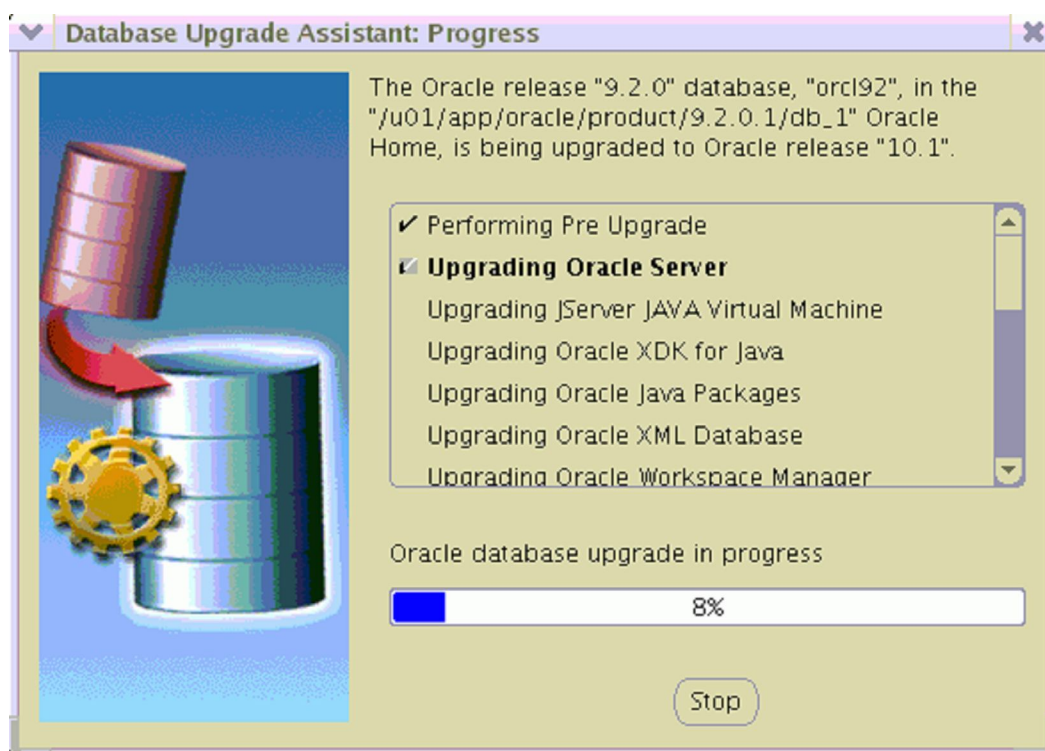 Database Upgrade Assistant: Progress
The Oracle release "9.2.0" database, "orcl92", in the
"/u01/app/oracle/product/9.2.0.1/db_1" Oracle
Home, is being upgraded to Oracle release "10.1".
Performing Pre Upgrade
Upgrading Oracle Server
Upgrading JServer JAVA Virtual Machine
Upgrading Oracle XDK for Java
Upgrading Oracle Java Packages
Upgrading Oracle XML Database
Upgrading Oracle Workspace Manager
Oracle database upgrade in progress
8%
Stop